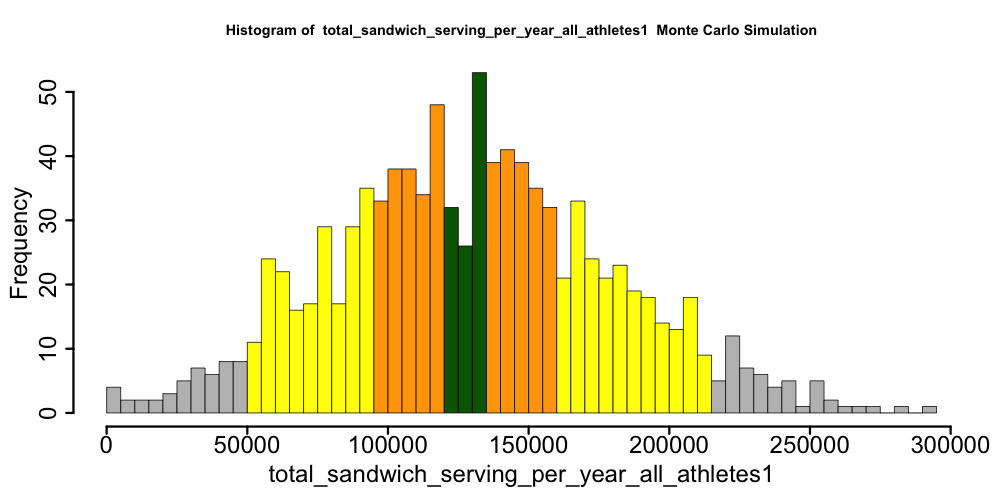 Histogram of  total_sandwich_serving_per_year_all_athletes1  Monte Carlo Simulation
Frequency
50
40
30
20
10
0
0 50000 100000 150000 200000 250000 300000
total_sandwich_serving_per_year_all_athletes1